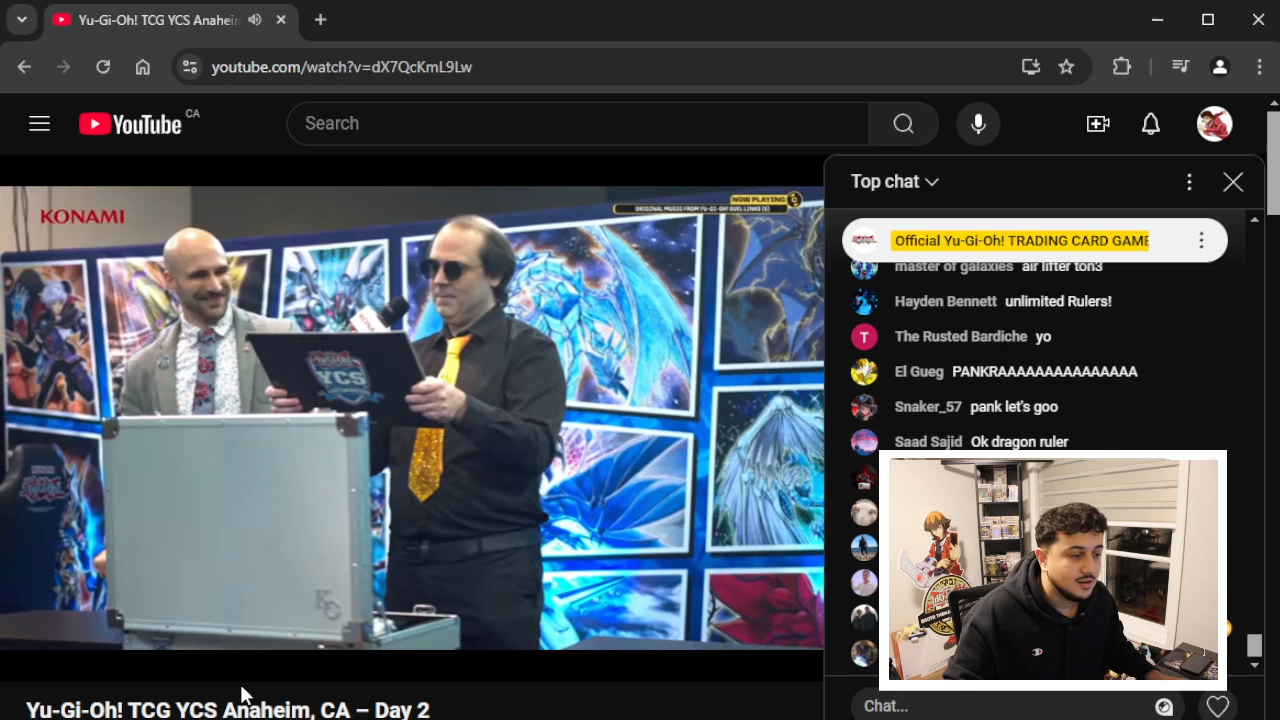 Yu-Gi-Oh! TCG YCS Anaheim
youtube.com/watch?v=dX7QcKmL9Lw
YouTube CA
Search
KONAMI
NOW PLAYING
ORIGINAL MUSIC FROM YU-GI-OH! DUEL LINKS (5)
YCS
KC
Top chat
Official Yu-Gi-Oh! TRADING CARD GAME
master of galaxies air lifter ton3
Hayden Bennett unlimited Rulers!
T The Rusted Bardiche yo
El Gueg PANKRAAAAAAAAAAAAAAA
Snaker_57 pank let's goo
Saad Sajid Ok dragon ruler
Yu-Gi-Oh! TCG YCS Anaheim, CA – Day 2
Chat...